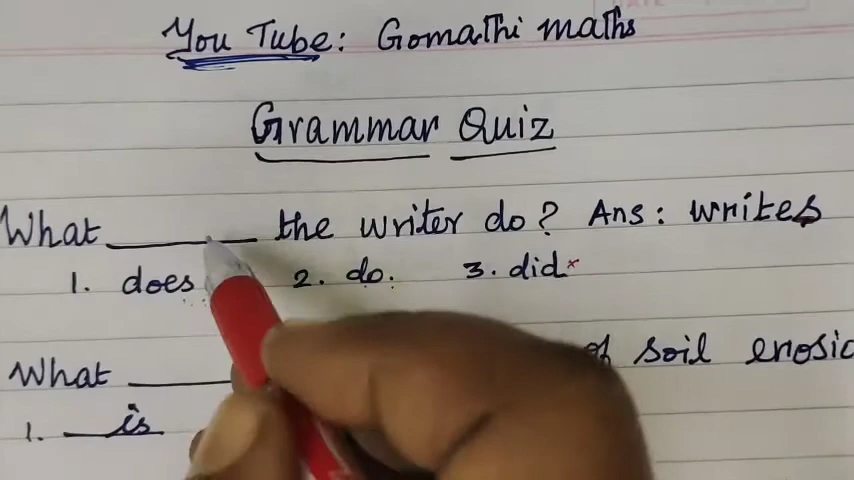 You Tube: Gomathi maths
Grammar Quiz
What ______ the writer do? Ans: writes
1. does 2. do. 3. did
What ______ of soil
1. is